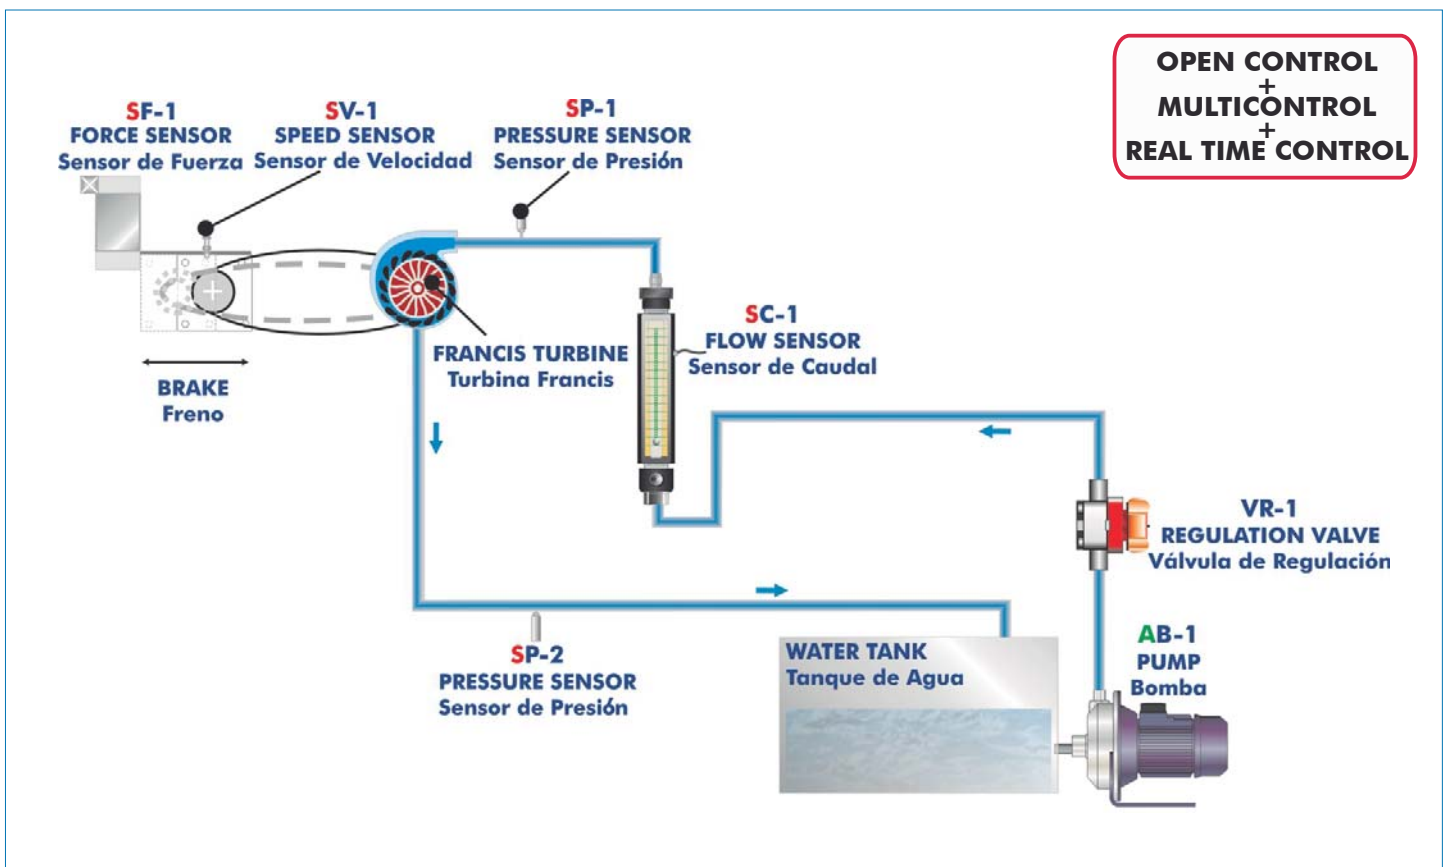 OPEN CONTROL
+
MULTICONTROL
+
REAL TIME CONTROL
SF-1
FORCE SENSOR
Sensor de Fuerza
SV-1
SPEED SENSOR
Sensor de Velocidad
SP-1
PRESSURE SENSOR
Sensor de Presión
SC-1
FLOW SENSOR
Sensor de Caudal
FRANCIS TURBINE
Turbina Francis
BRAKE
Freno
VR-1
REGULATION VALVE
Válvula de Regulación
SP-2
PRESSURE SENSOR
Sensor de Presión
WATER TANK
Tanque de Agua
AB-1
PUMP
Bomba